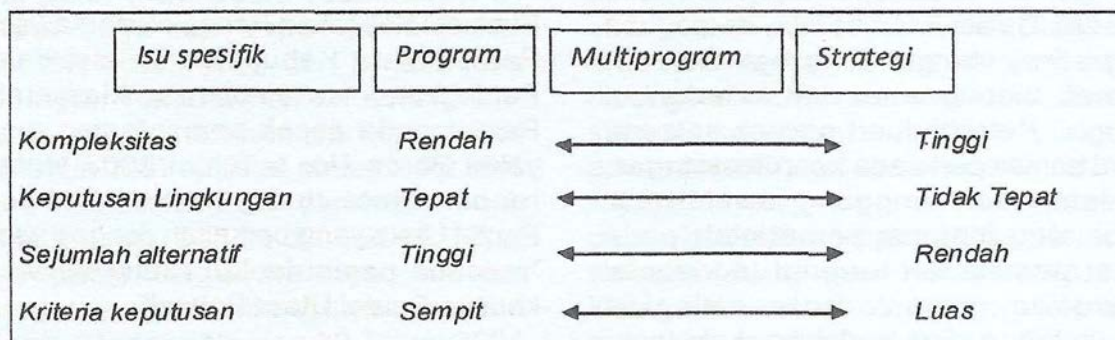 Isu spesifik Program Multiprogram Strategi
Kompleksitas Rendah Tinggi
Keputusan Lingkungan Tepat Tidak Tepat
Sejumlah alternatif Tinggi Rendah
Kriteria keputusan Sempit Luas